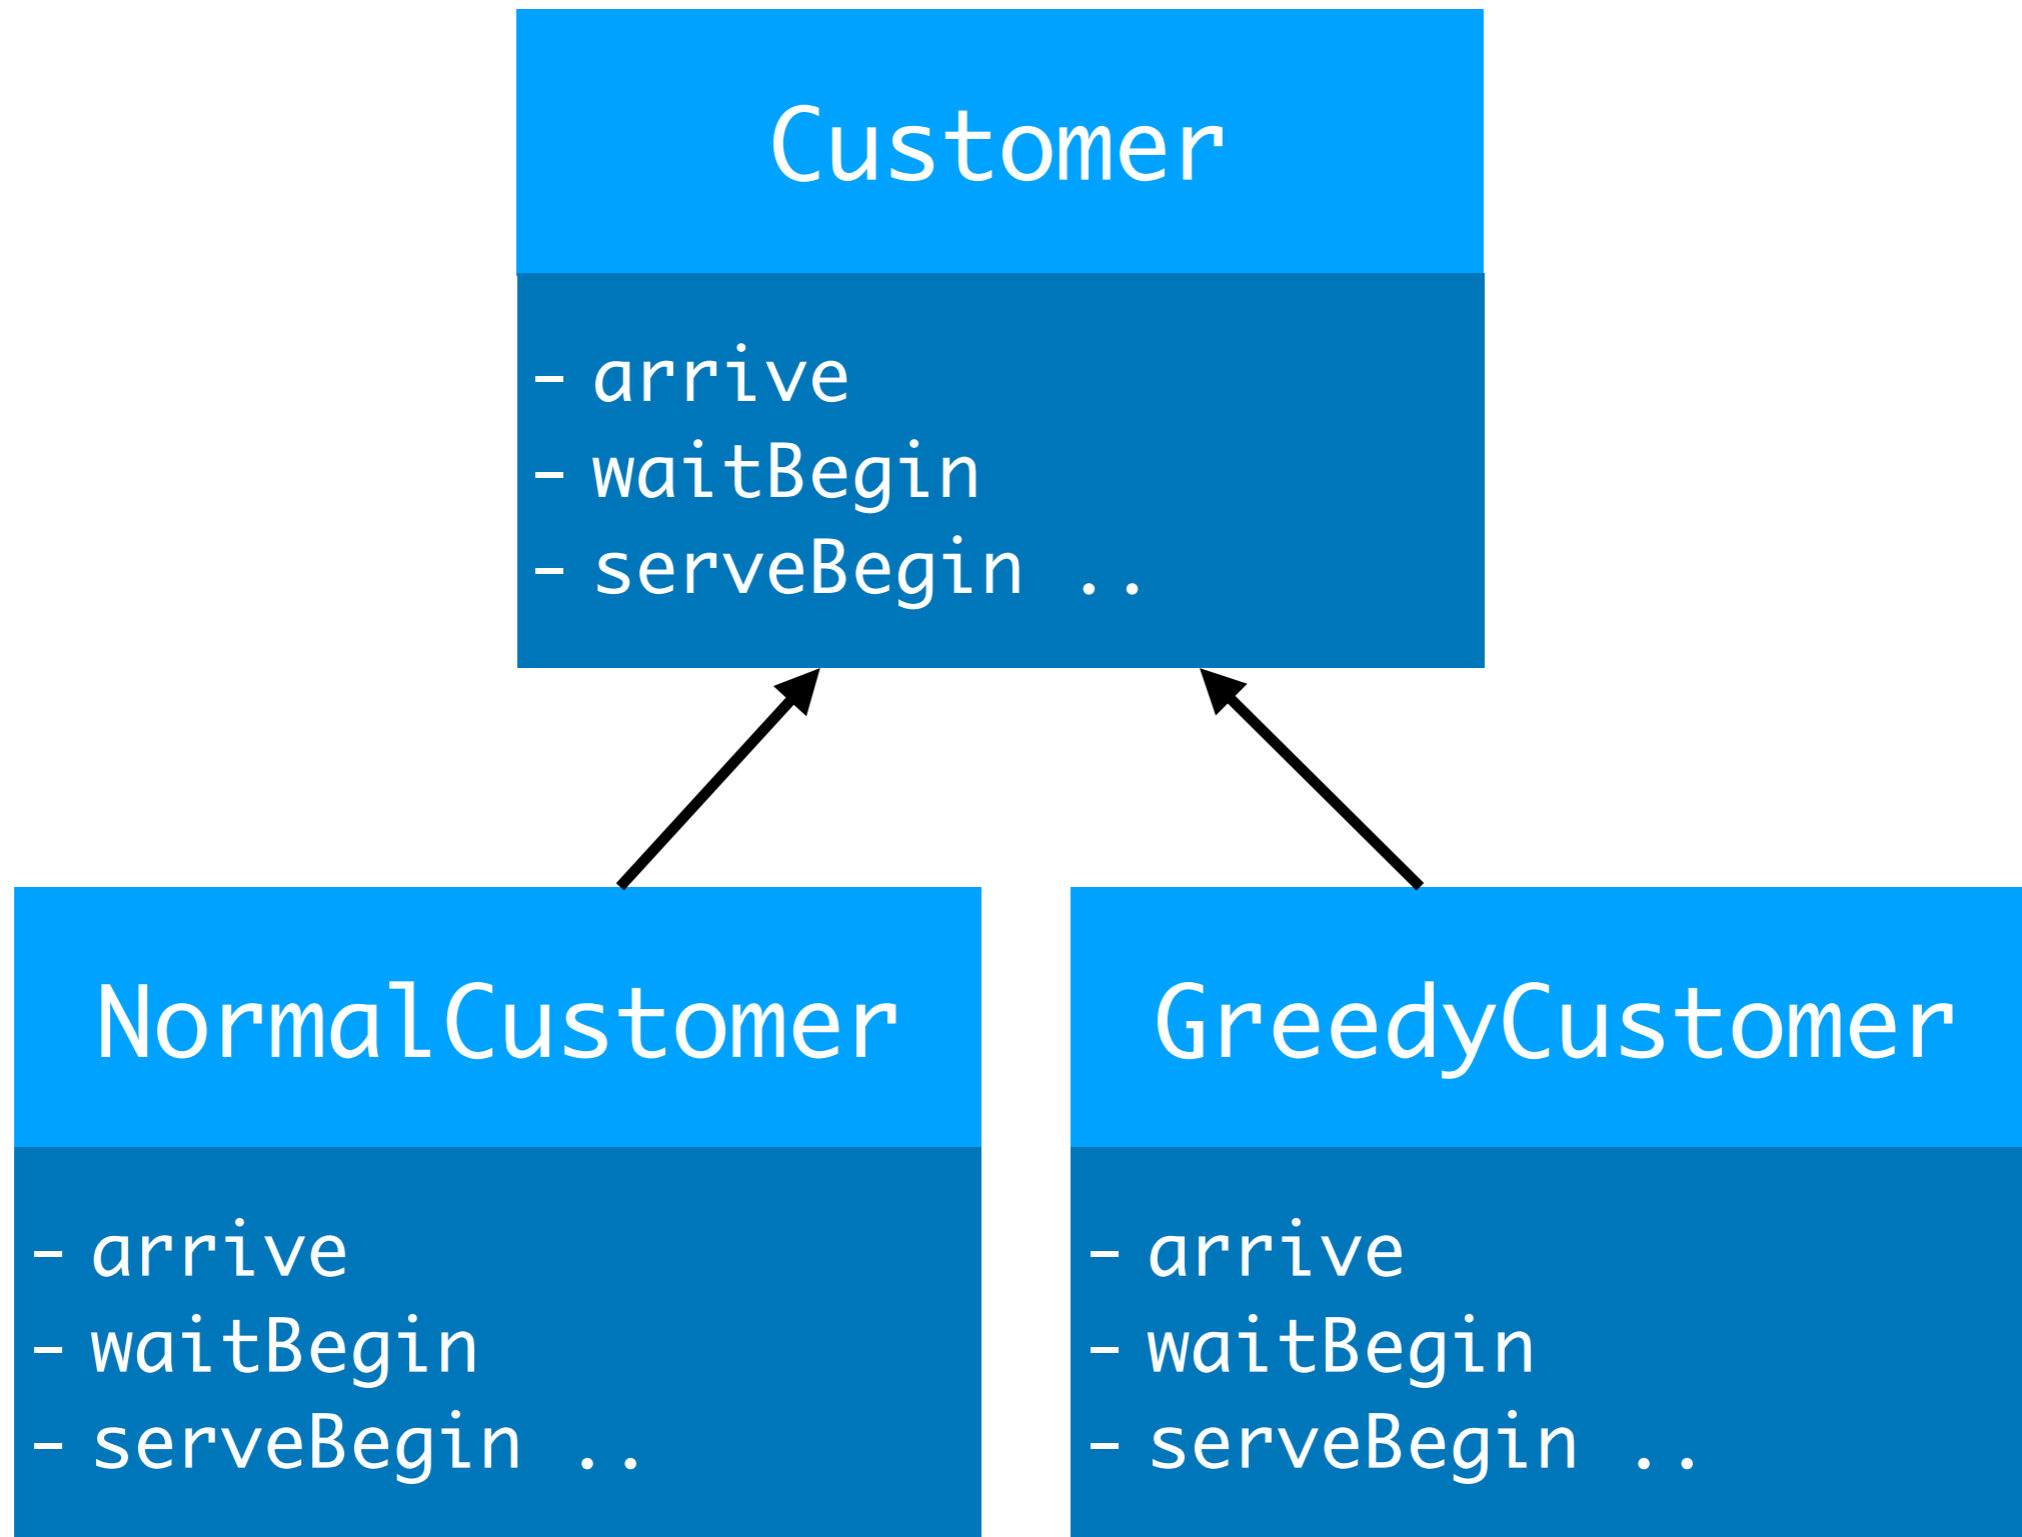 Customer
- arrive
- waitBegin
- serveBegin ..
NormalCustomer
- arrive
- waitBegin
- serveBegin ..
GreedyCustomer
- arrive
- waitBegin
- serveBegin ..